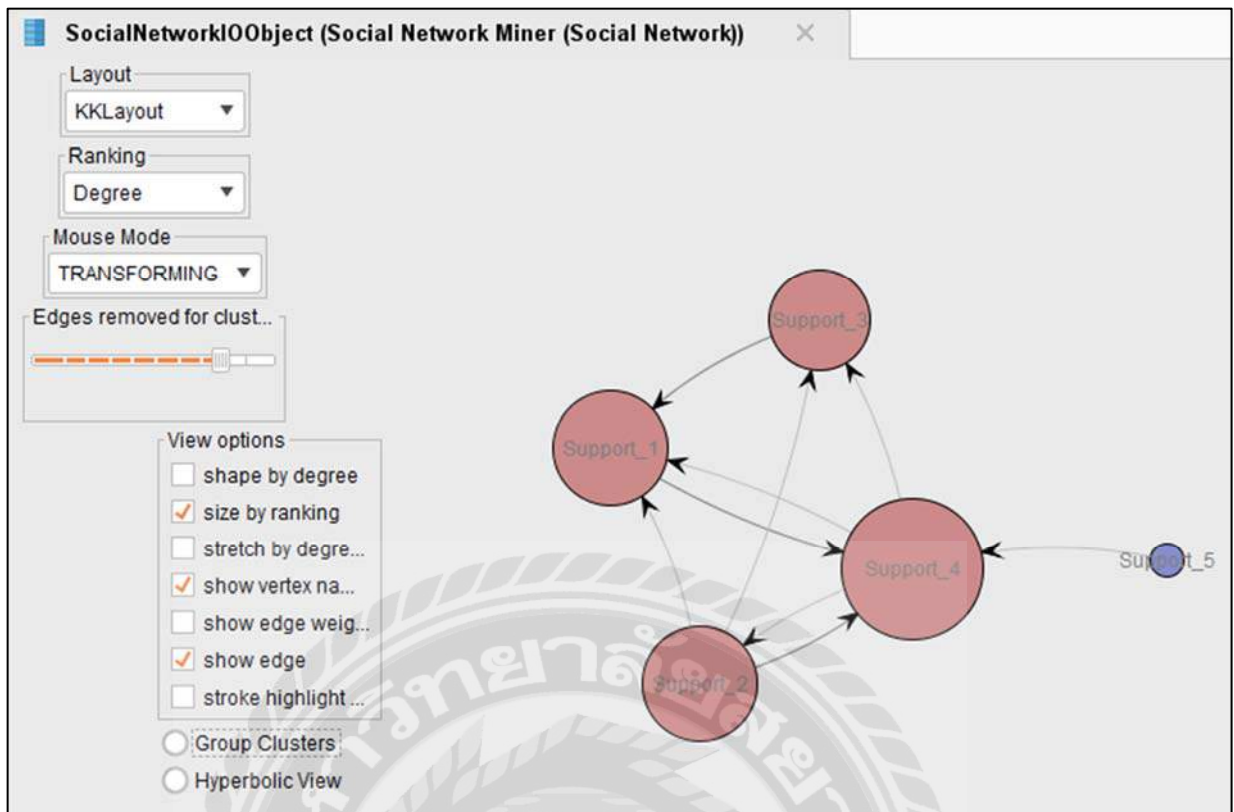 SocialNetworkIOObject (Social Network Miner (Social Network))
Layout
KKLayout
Ranking
Degree
Mouse Mode
TRANSFORMING
Edges removed for clust...
View options
shape by degree
size by ranking
stretch by degre...
show vertex na...
show edge weig...
show edge
stroke highlight ...
Group Clusters
Hyperbolic View
Support_3
Support_1
Support_4
Support_5
Support_2